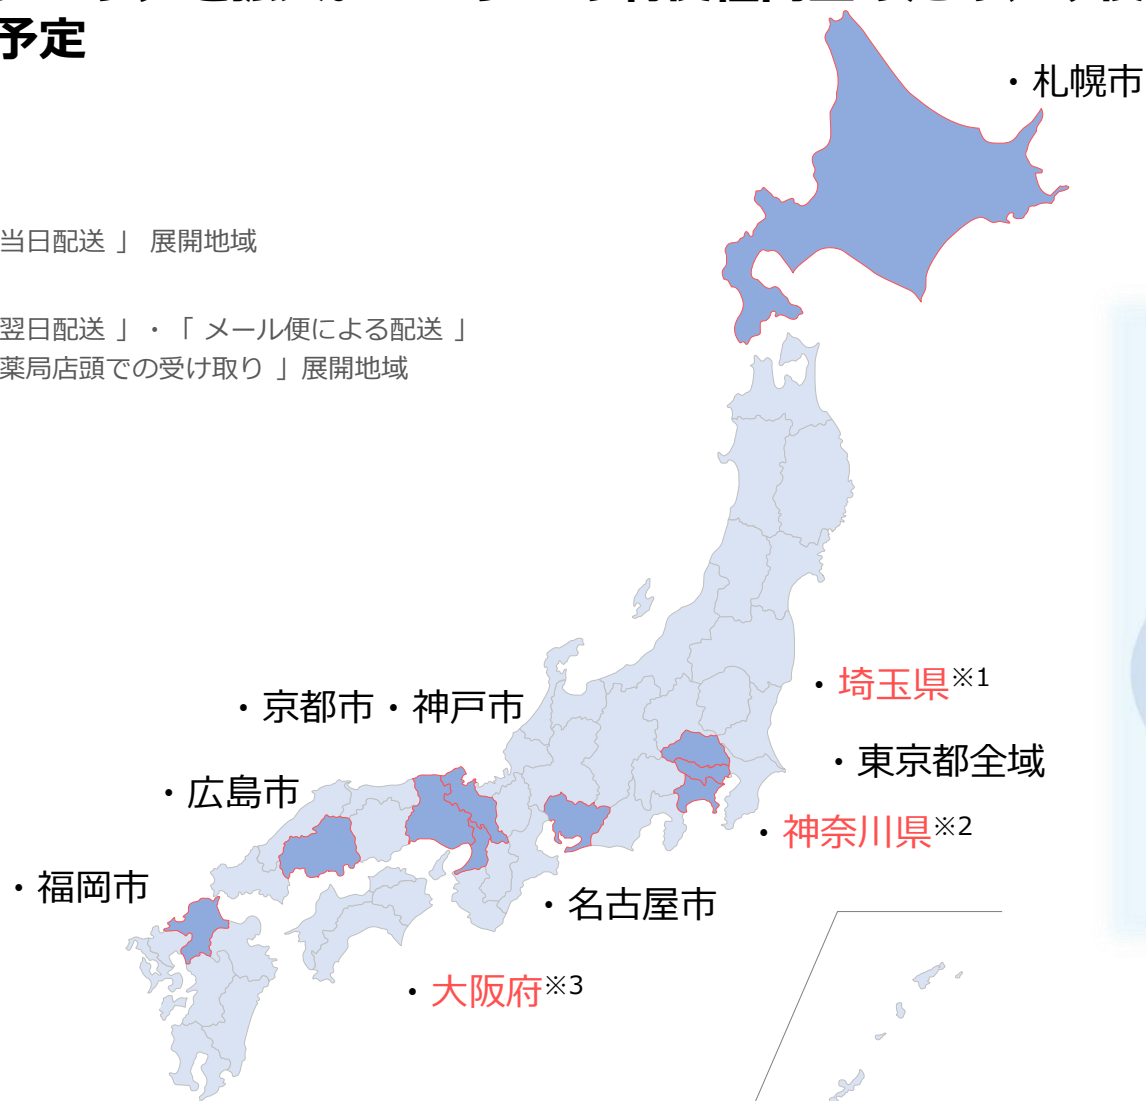 予定
・札幌市
当日配送 」 展開地域
翌日配送 」・「 メール便による配送 」
薬局店頭での受け取り 」展開地域
・埼玉県※1
・京都市・神戸市
・東京都全域
・広島市
・神奈川県※2
・福岡市
・名古屋市
・大阪府※3